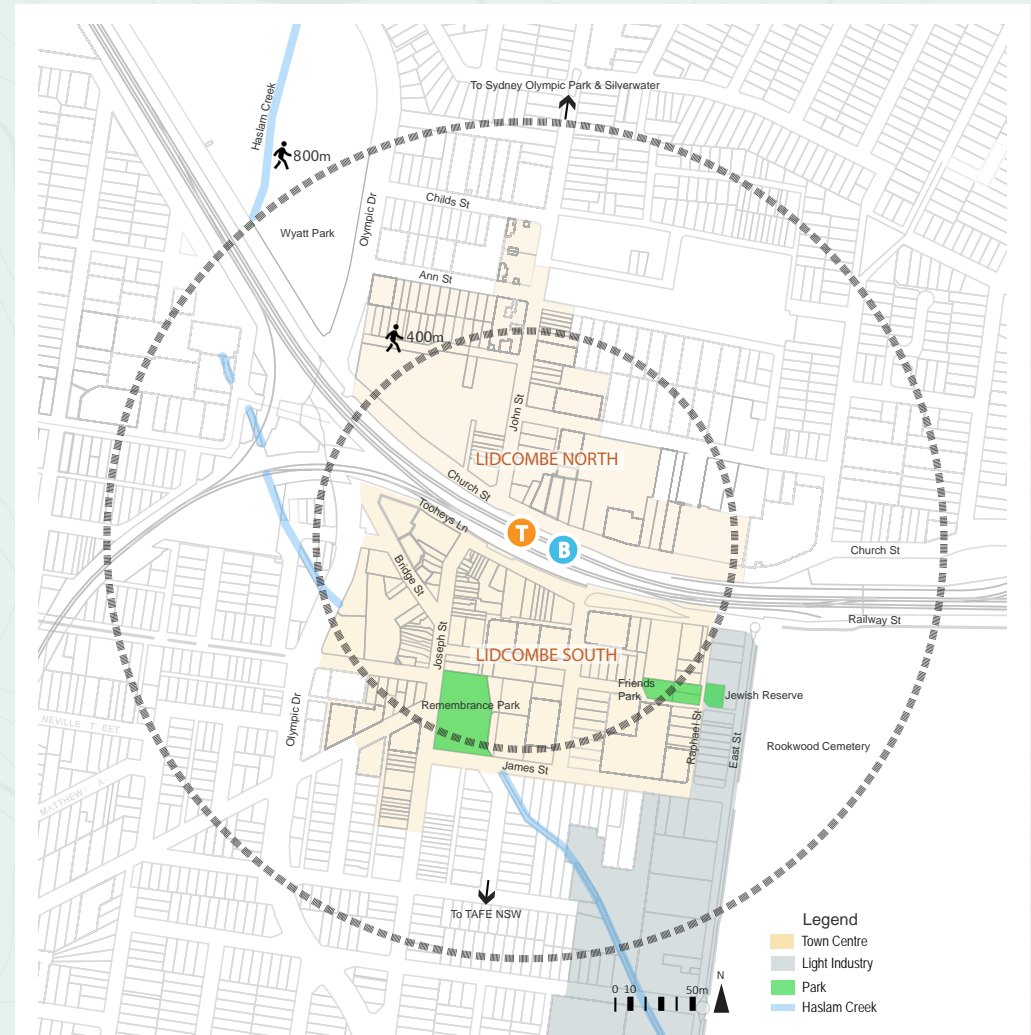 To Sydney Olympic Park & Silverwater
Haslam Creek
800m
Childs St
Olympic Dr
Wyatt Park
Ann St
400m
John St
LIDCOMBE NORTH
Church St
Tooheys Ln
T
B
Church St
Bridge St
Railway St
Joseph St
LIDCOMBE SOUTH
Friends
Park
Jewish Reserve
Remembrance Park
Olympic Dr
Raphael St
East St
Rookwood Cemetery
NEVILLE
James St
MATTHEW
To TAFE NSW
Legend
Town Centre
Light Industry
Park
Haslam Creek
0 10 50m
N